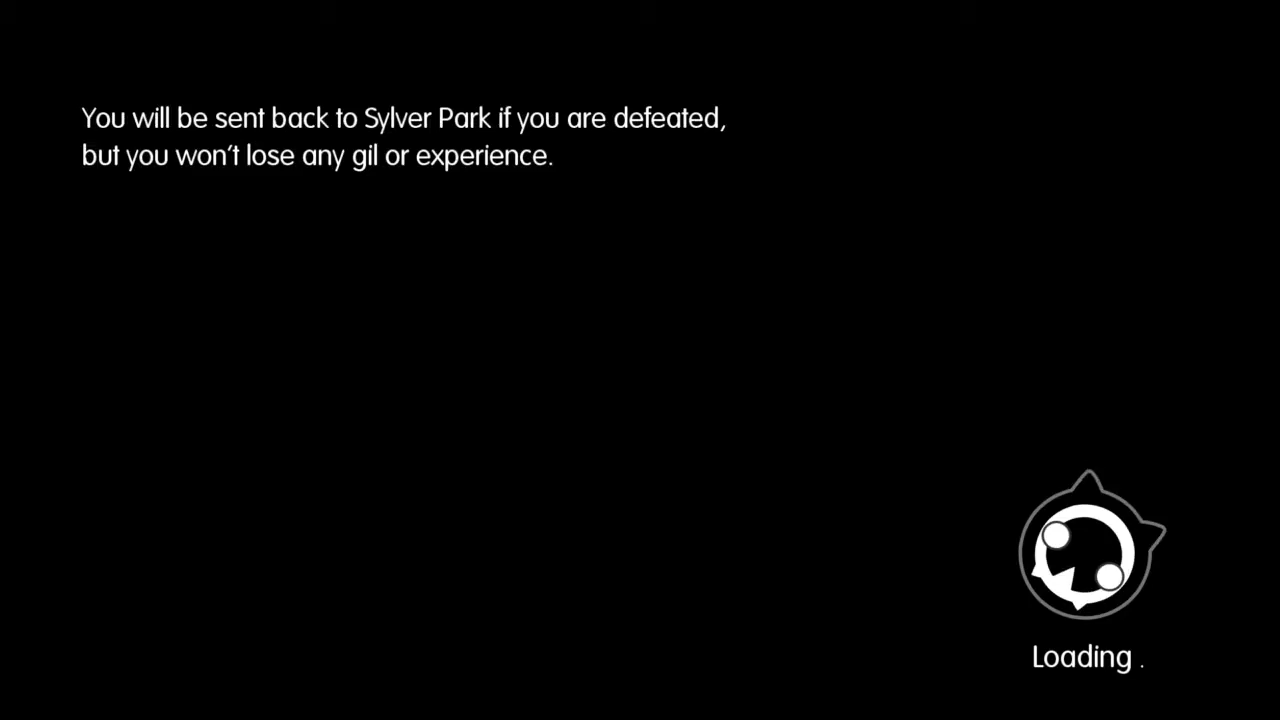 You will be sent back to Sylver Park if you are defeated,
but you won't lose any gil or experience.
Loading .